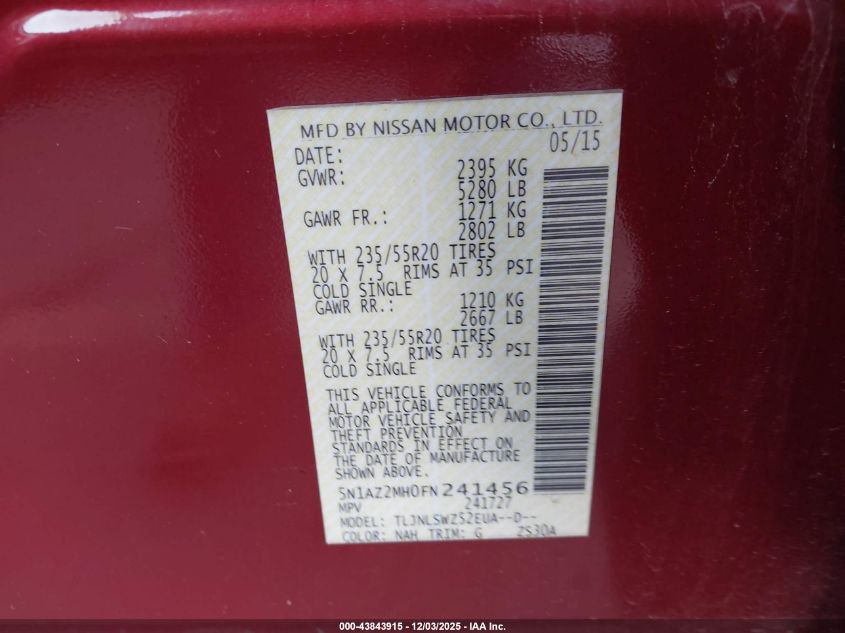 MFD BY NISSAN MOTOR CO., LTD.
DATE: 05/15
GVWR: 2395 KG
5280 LB
GAWR FR.: 1271 KG
2802 LB
WITH 235/55R20 TIRES
20 X 7.5 RIMS AT 35 PSI
COLD SINGLE
GAWR RR.: 1210 KG
2667 LB
WITH 235/55R20 TIRES
20 X 7.5 RIMS AT 35 PSI
COLD SINGLE
THIS VEHICLE CONFORMS TO
ALL APPLICABLE FEDERAL
MOTOR VEHICLE SAFETY AND
THEFT PREVENTION
STANDARDS IN EFFECT ON
THE DATE OF MANUFACTURE
SHOWN ABOVE.
5N1AZ2MH0FN241456
MPV 241727
MODEL: TLJNLSWZ52EUA--D--
COLOR: NAH TRIM: G Z530A
000-43843915 - 12/03/2025 - IAA Inc.